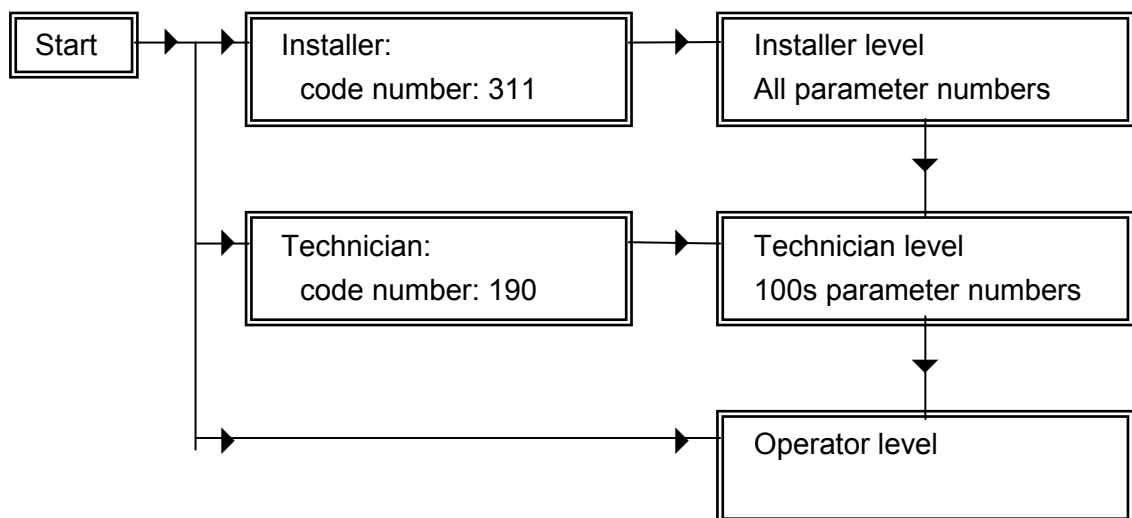 Start
Installer:
code number: 311
Installer level
All parameter numbers
Technician:
code number: 190
Technician level
100s parameter numbers
Operator level